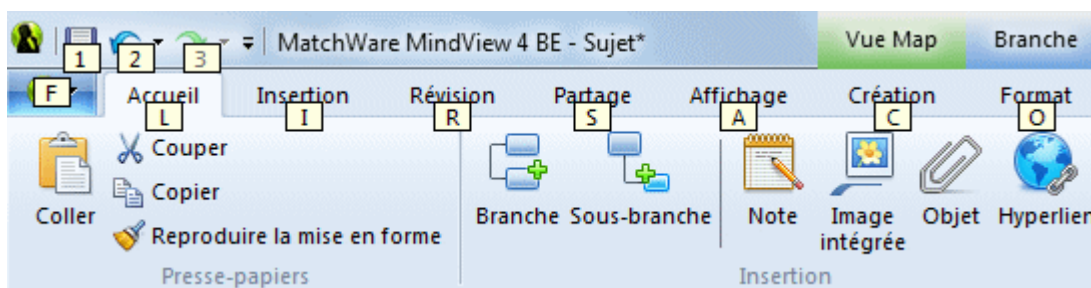 MatchWare MindView 4 BE - Sujet* Vue Map Branche
1 2 3
Accueil Insertion Révision Partage Affichage Création Format
F L I R S A C O
Couper
Copier
Coller Branche Sous-branche Note Image intégrée Objet Hyperlien
Reproduire la mise en forme
Presse-papiers Insertion